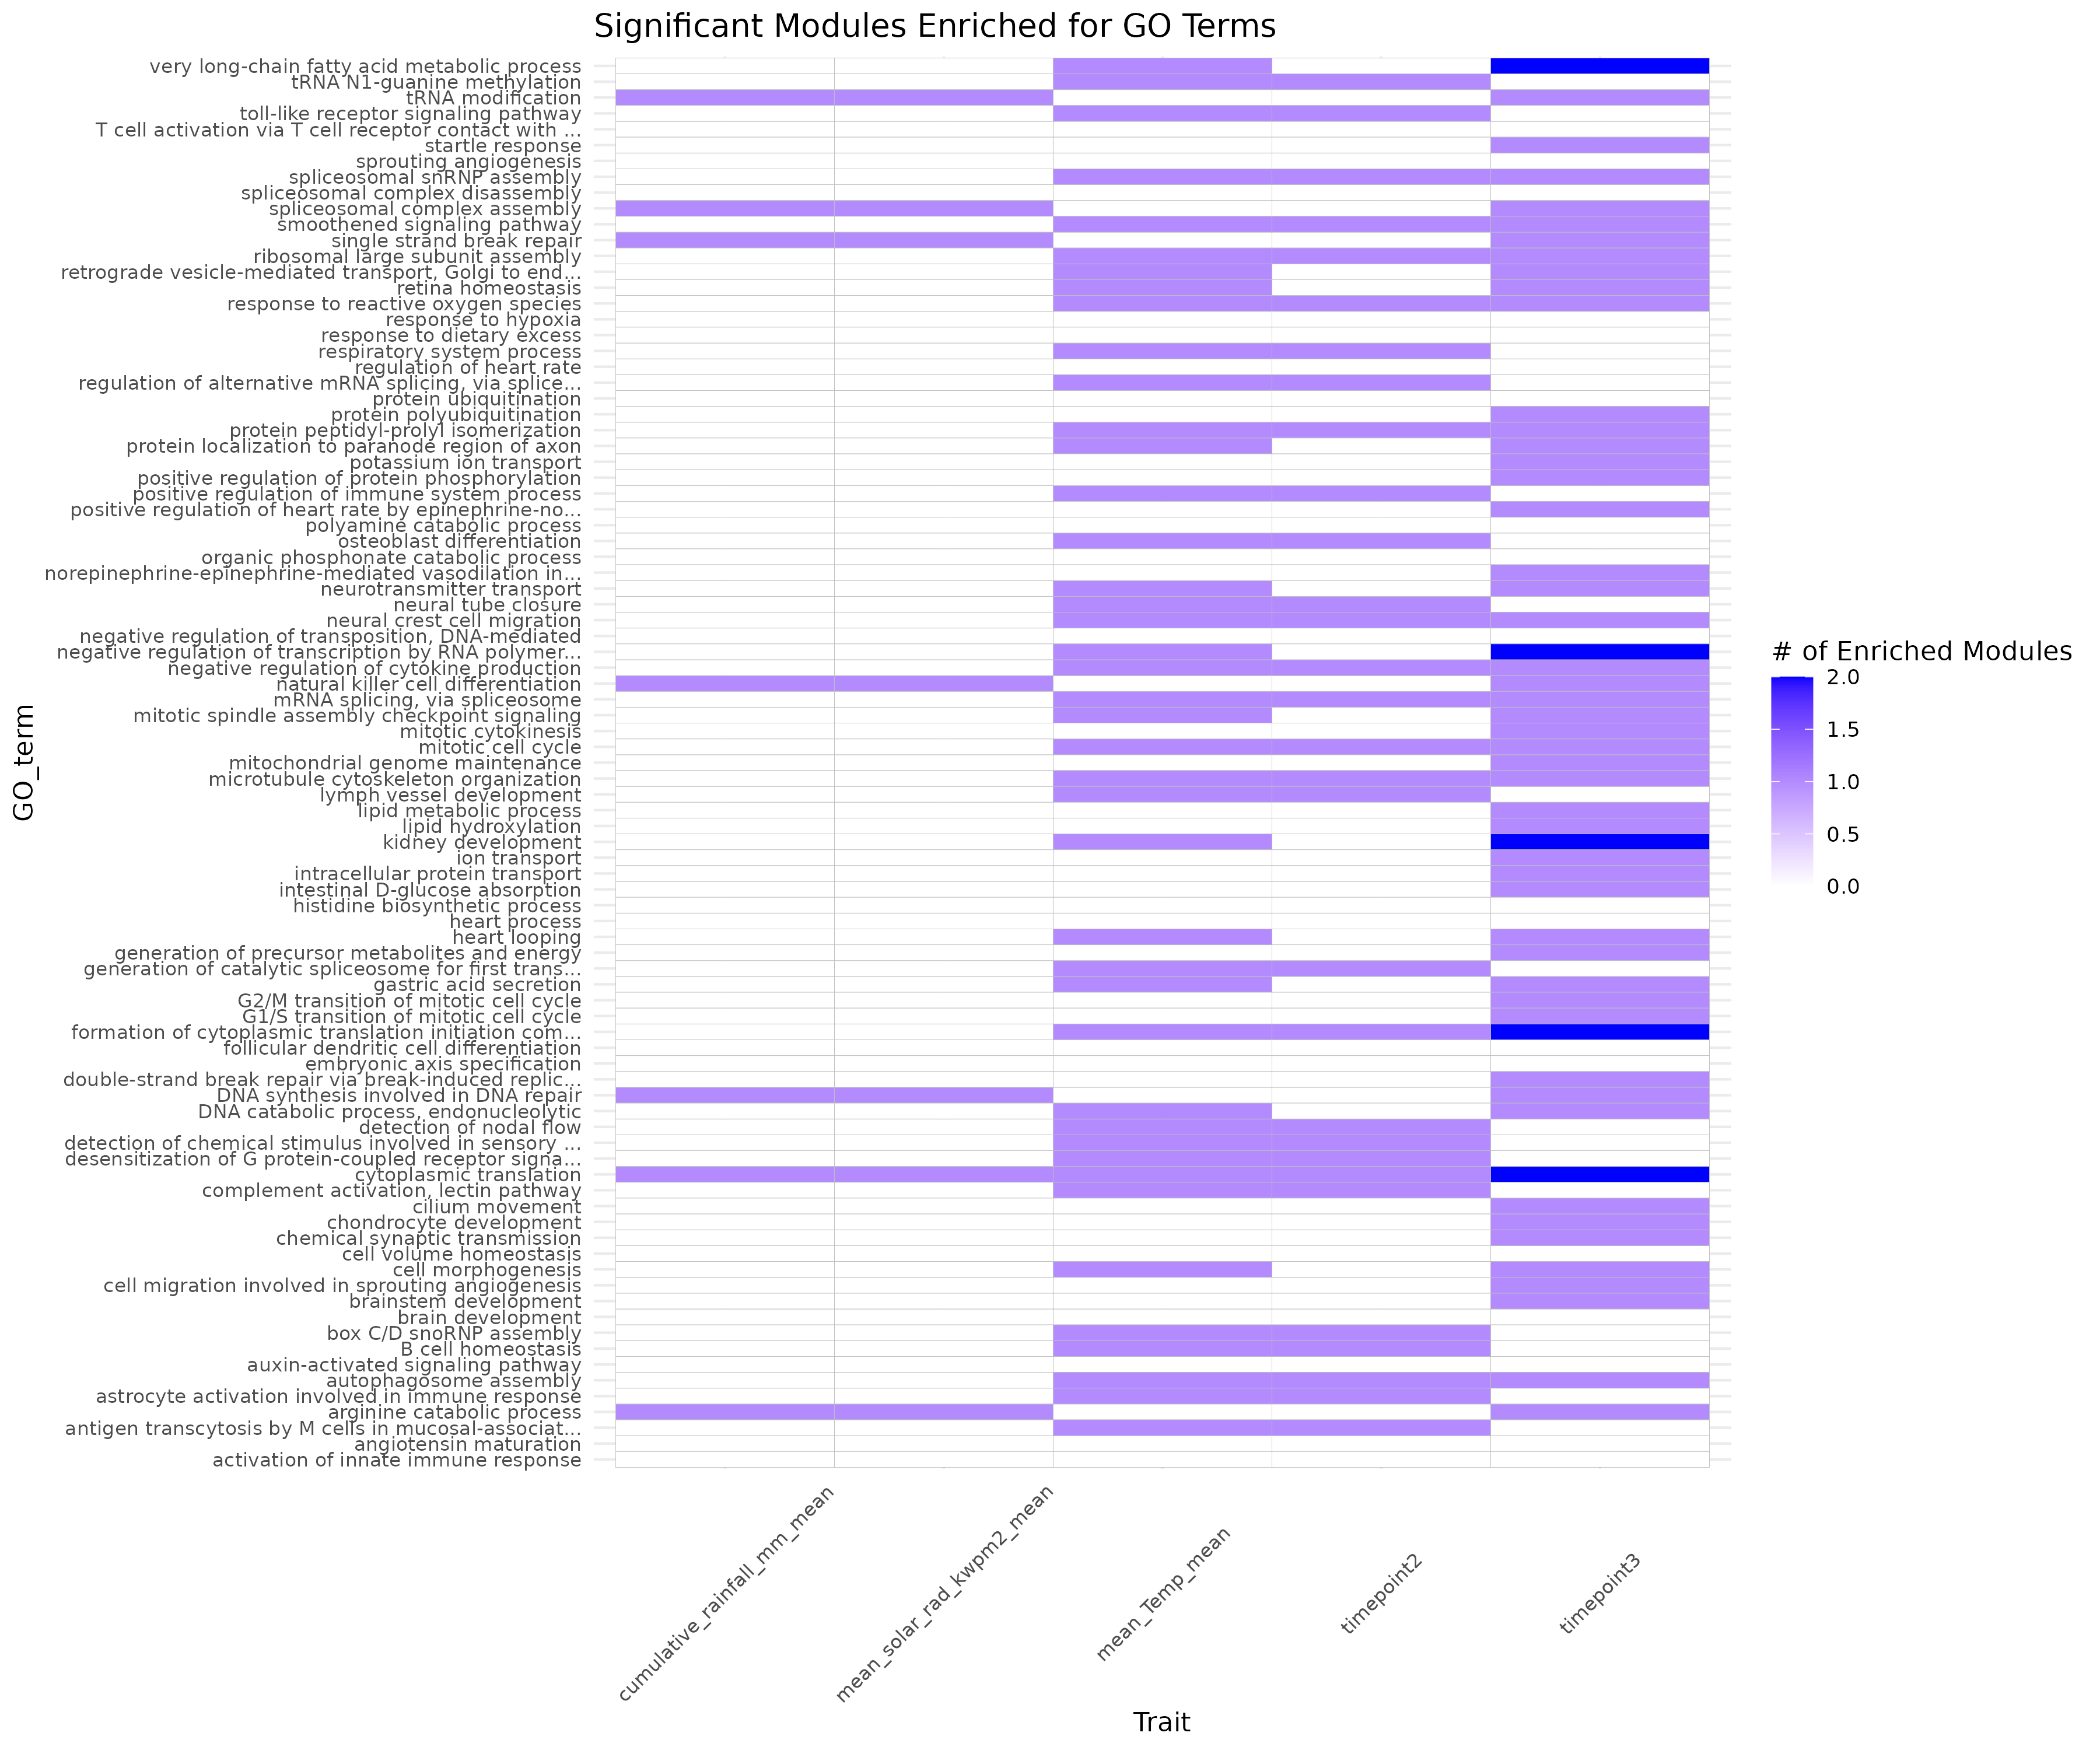 Significant Modules Enriched for GO Terms
very long-chain fatty acid metabolic process
tRNA N1-guanine methylation
tRNA modification
toll-like receptor signaling pathway
T cell activation via T cell receptor contact with ...
startle response
sprouting angiogenesis
spliceosomal snRNP assembly
spliceosomal complex disassembly
spliceosomal complex assembly
smoothened signaling pathway
single strand break repair
ribosomal large subunit assembly
retrograde vesicle-mediated transport, Golgi to end...
retina homeostasis
response to reactive oxygen species
response to hypoxia
response to dietary excess
respiratory system process
regulation of heart rate
regulation of alternative mRNA splicing, via splice...
protein ubiquitination
protein polyubiquitination
protein peptidyl-prolyl isomerization
protein localization to paranode region of axon
potassium ion transport
positive regulation of protein phosphorylation
positive regulation of immune system process
positive regulation of heart rate by epinephrine-no...
polyamine catabolic process
osteoblast differentiation
organic phosphonate catabolic process
norepinephrine-epinephrine-mediated vasodilation in...
neurotransmitter transport
neural tube closure
neural crest cell migration
negative regulation of transposition, DNA-mediated
negative regulation of transcription by RNA polymer...
negative regulation of cytokine production
natural killer cell differentiation
mRNA splicing, via spliceosome
mitotic spindle assembly checkpoint signaling
mitotic cytokinesis
mitotic cell cycle
mitochondrial genome maintenance
microtubule cytoskeleton organization
lymph vessel development
lipid metabolic process
lipid hydroxylation
kidney development
ion transport
intracellular protein transport
intestinal D-glucose absorption
histidine biosynthetic process
heart process
heart looping
generation of precursor metabolites and energy
generation of catalytic spliceosome for first trans...
gastric acid secretion
G2/M transition of mitotic cell cycle
G1/S transition of mitotic cell cycle
formation of cytoplasmic translation initiation com...
follicular dendritic cell differentiation
embryonic axis specification
double-strand break repair via break-induced replic...
DNA synthesis involved in DNA repair
DNA catabolic process, endonucleolytic
detection of nodal flow
detection of chemical stimulus involved in sensory ...
desensitization of G protein-coupled receptor signa...
cytoplasmic translation
complement activation, lectin pathway
cilium movement
chondrocyte development
chemical synaptic transmission
cell volume homeostasis
cell morphogenesis
cell migration involved in sprouting angiogenesis
brainstem development
brain development
box C/D snoRNP assembly
B cell homeostasis
auxin-activated signaling pathway
autophagosome assembly
astrocyte activation involved in immune response
arginine catabolic process
antigen transcytosis by M cells in mucosal-associat...
angiotensin maturation
activation of innate immune response
GO_term
cumulative_rainfall_mm_mean
mean_solar_rad_kwpm2_mean
mean_Temp_mean
timepoint2
timepoint3
Trait
# of Enriched Modules
2.0
1.5
1.0
0.5
0.0